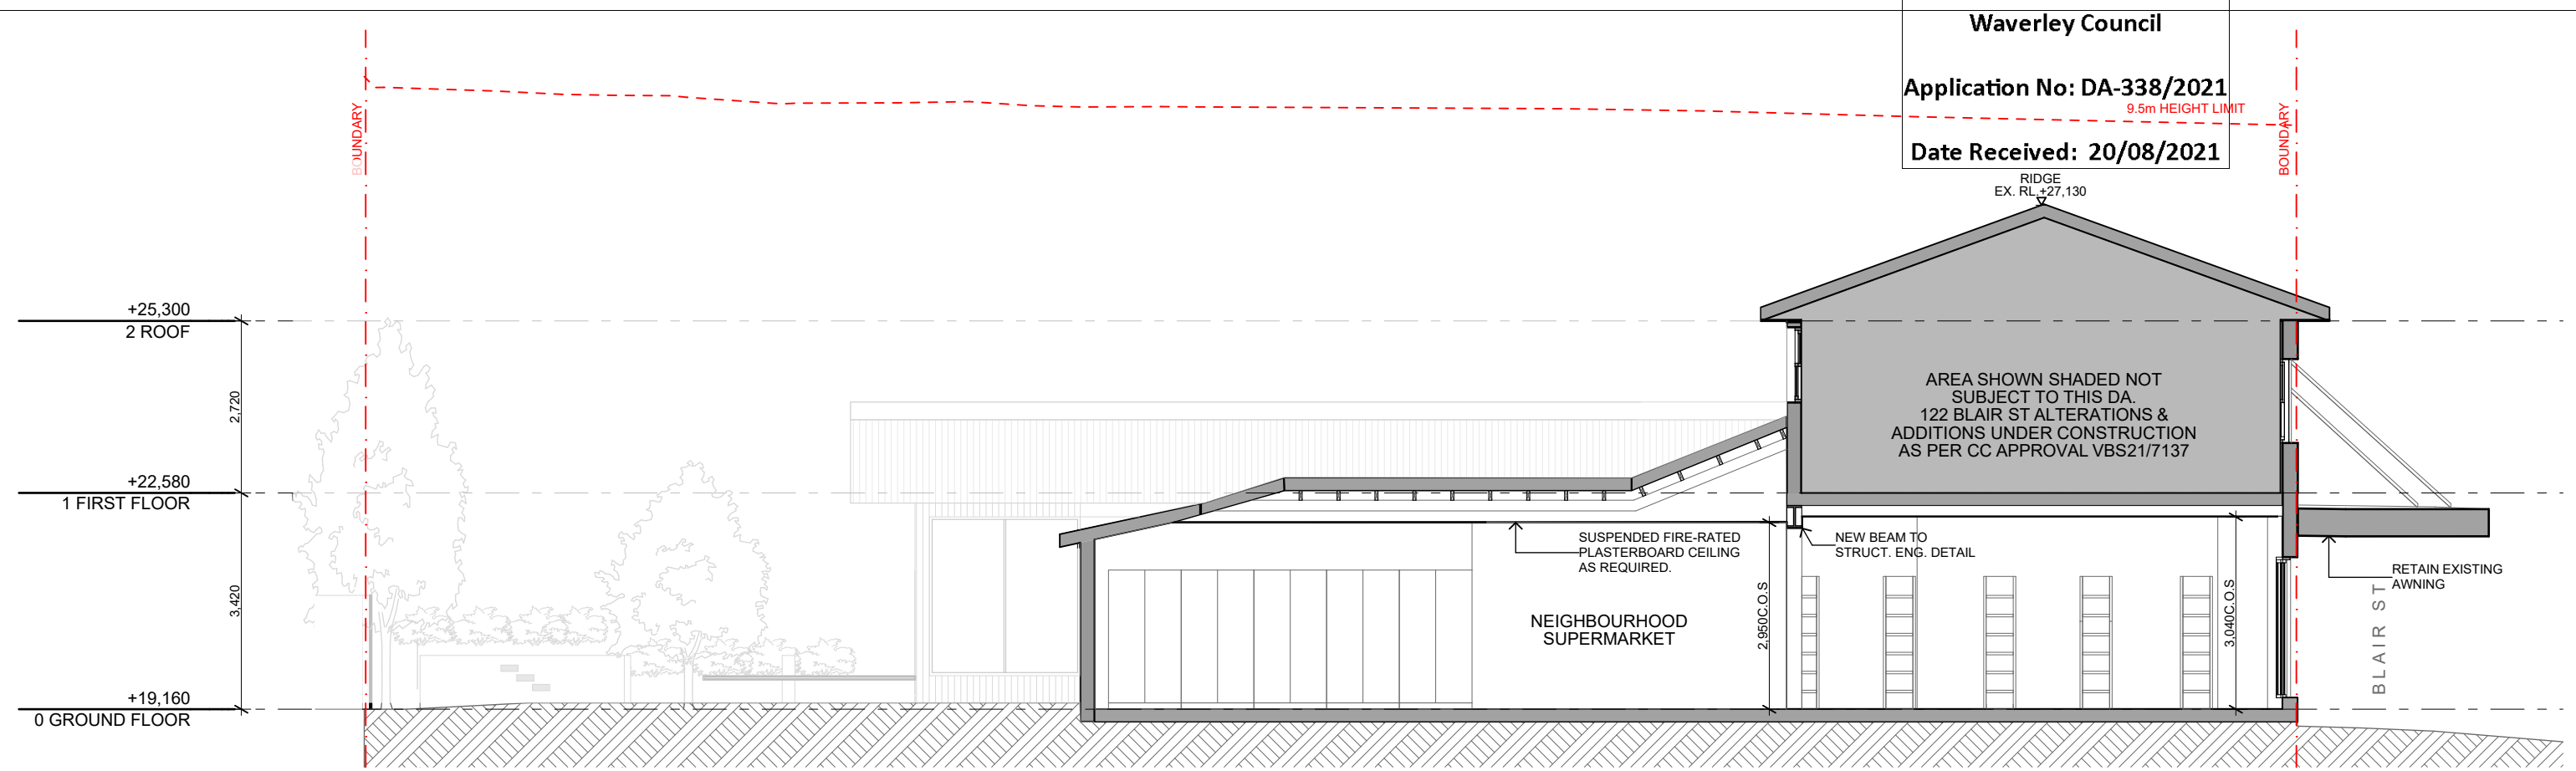 Waverley Council
Application No: DA-338/2021
Date Received: 20/08/2021
9.5m HEIGHT LIMIT
BOUNDARY
BOUNDARY
RIDGE
EX. RL.+27,130
+25,300
2 ROOF
2,720
+22,580
1 FIRST FLOOR
3,420
+19,160
0 GROUND FLOOR
AREA SHOWN SHADED NOT
SUBJECT TO THIS DA.
122 BLAIR ST ALTERATIONS &
ADDITIONS UNDER CONSTRUCTION
AS PER CC APPROVAL VBS21/7137
SUSPENDED FIRE-RATED
PLASTERBOARD CEILING
AS REQUIRED.
NEW BEAM TO
STRUCT. ENG. DETAIL
NEIGHBOURHOOD
SUPERMARKET
2,950C.O.S
3,040C.O.S
RETAIN EXISTING
AWNING
BLAIR ST